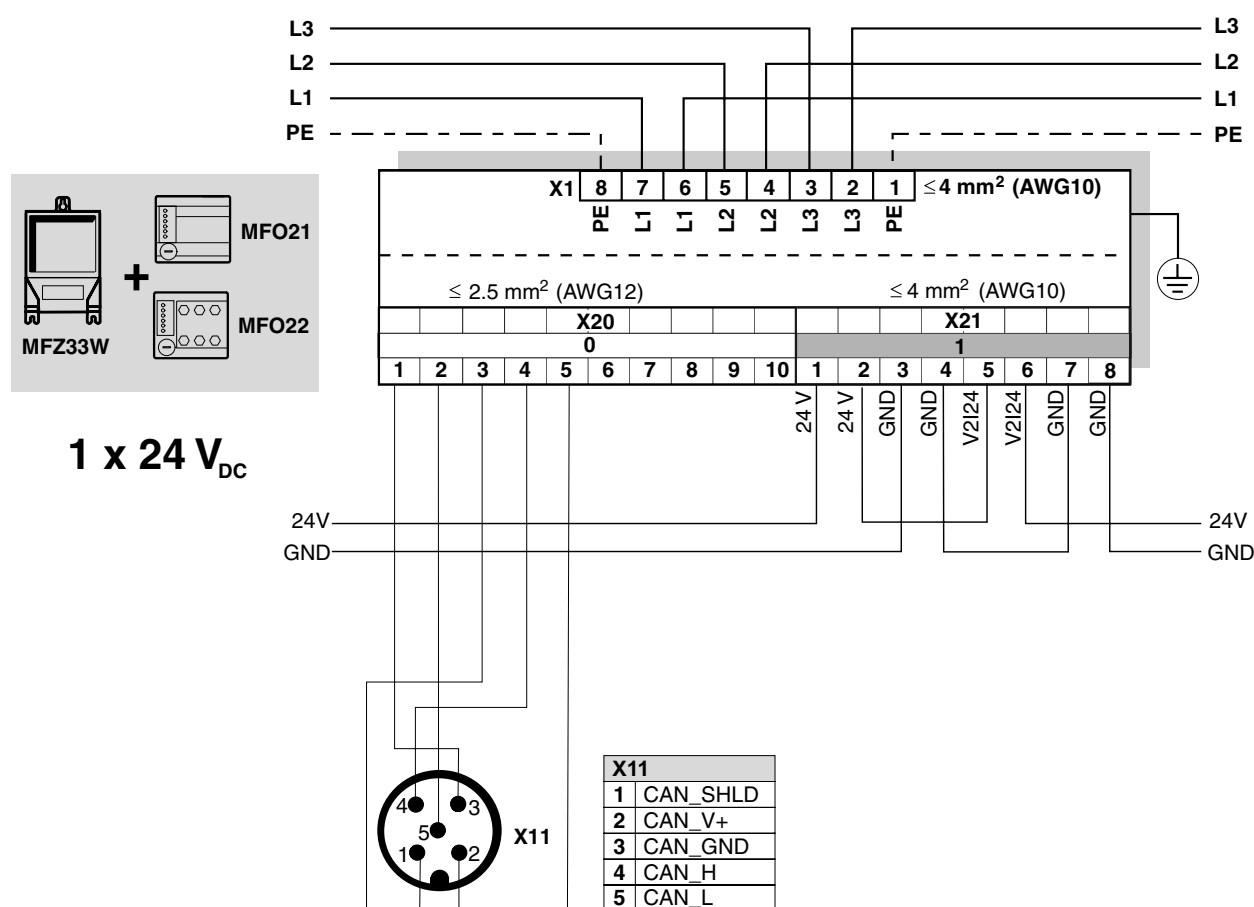 L3 L3
L2 L2
L1 L1
PE PE
X1 8 7 6 5 4 3 2 1 ≤4 mm² (AWG10)
PE L1 L1 L2 L2 L3 L3 PE
MFO21
+
MFO22
MFZ33W
≤ 2.5 mm² (AWG12) ≤4 mm² (AWG10)
X20 X21
0 1
1 2 3 4 5 6 7 8 9 10 1 2 3 4 5 6 7 8
24 V 24 V GND GND V2I24 V2I24 GND GND
1 x 24 VDC
24V 24V
GND GND
4 3
5
1 2
X11
X11
1 CAN_SHLD
2 CAN_V+
3 CAN_GND
4 CAN_H
5 CAN_L